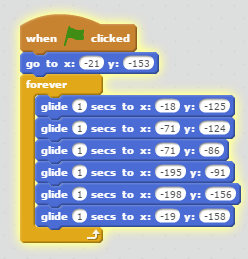 when clicked
go to x: -21 y: -153
forever
glide 1 secs to x: -18 y: -125
glide 1 secs to x: -71 y: -124
glide 1 secs to x: -71 y: -86
glide 1 secs to x: -195 y: -91
glide 1 secs to x: -198 y: -156
glide 1 secs to x: -19 y: -158